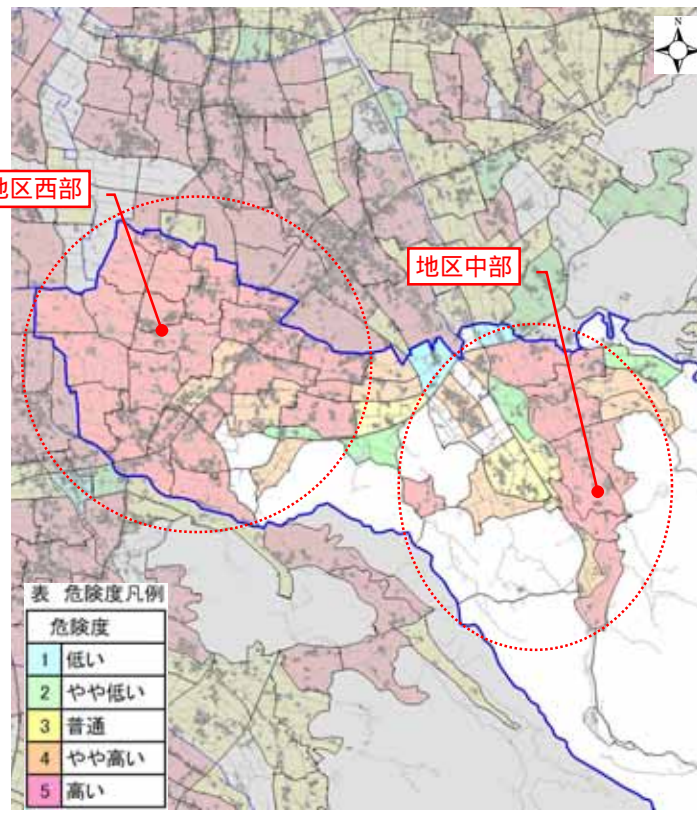 N
地区西部
地区中部
表 危険度凡例
危険度
1 低い
2 やや低い
3 普通
4 やや高い
5 高い